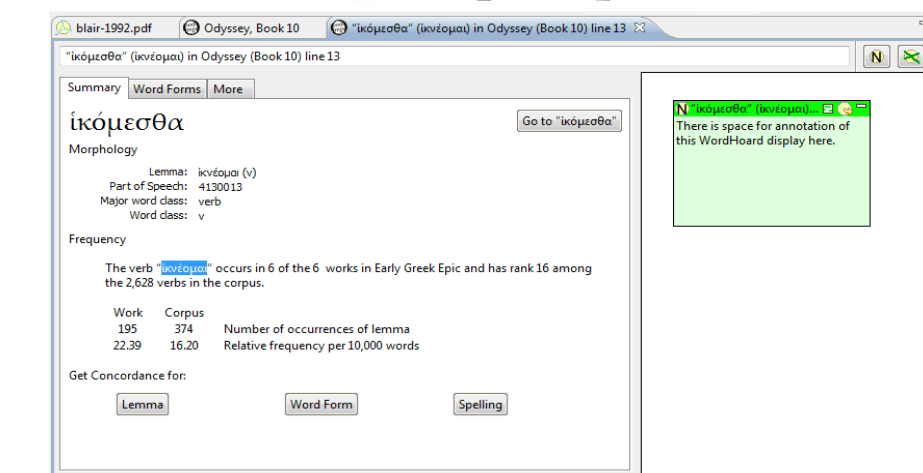 blair-1992.pdf
Odyssey, Book 10
"ἱκόμεσθα" (ἱκνέομαι) in Odyssey (Book 10) line 13
"ἱκόμεσθα" (ἱκνέομαι) in Odyssey (Book 10) line 13
N
Summary
Word Forms
More
ἱκόμεσθα
Go to "ἱκόμεσθα"
Morphology
Lemma: ἱκνέομαι (v)
Part of Speech: 4130013
Major word class: verb
Word class: v
Frequency
The verb "ἱκνέομαι" occurs in 6 of the 6 works in Early Greek Epic and has rank 16 among
the 2,628 verbs in the corpus.
Work Corpus
195 374 Number of occurrences of lemma
22.39 16.20 Relative frequency per 10,000 words
Get Concordance for:
Lemma
Word Form
Spelling
N "ἱκόμεσθα" (ἱκνέομαι)...
There is space for annotation of
this WordHoard display here.